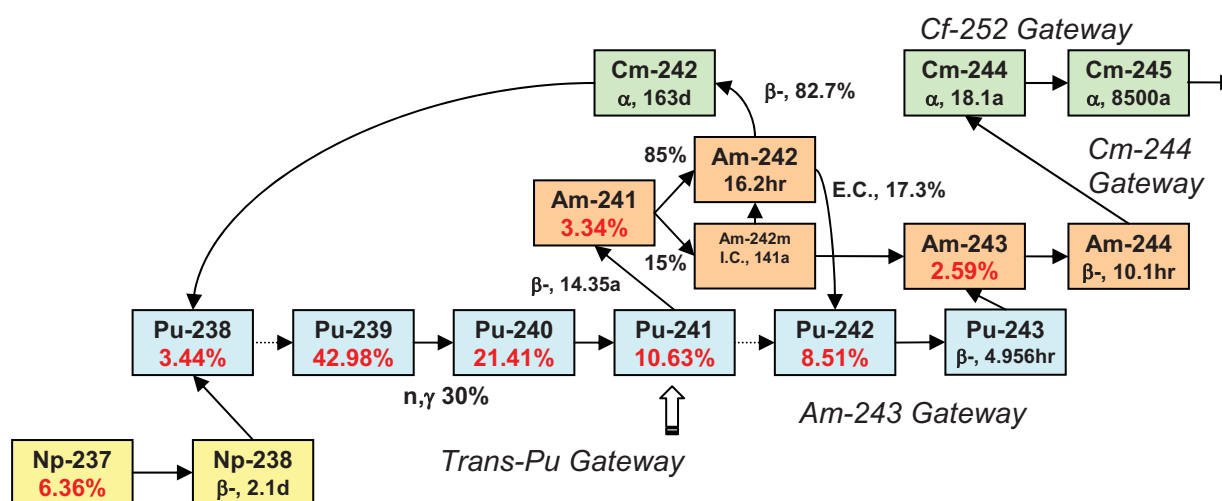 Cf-252 Gateway
Cm-242
α, 163d
β-, 82.7%
Cm-244
α, 18.1a
Cm-245
α, 8500a
85%
Am-242
16.2hr
E.C., 17.3%
Cm-244
Gateway
Am-241
3.34%
15%
Am-242m
I.C., 141a
Am-243
2.59%
Am-244
β-, 10.1hr
β-, 14.35a
Pu-238
3.44%
Pu-239
42.98%
Pu-240
21.41%
Pu-241
10.63%
Pu-242
8.51%
Pu-243
β-, 4.956hr
n,γ 30%
Am-243 Gateway
Trans-Pu Gateway
Np-237
6.36%
Np-238
β-, 2.1d